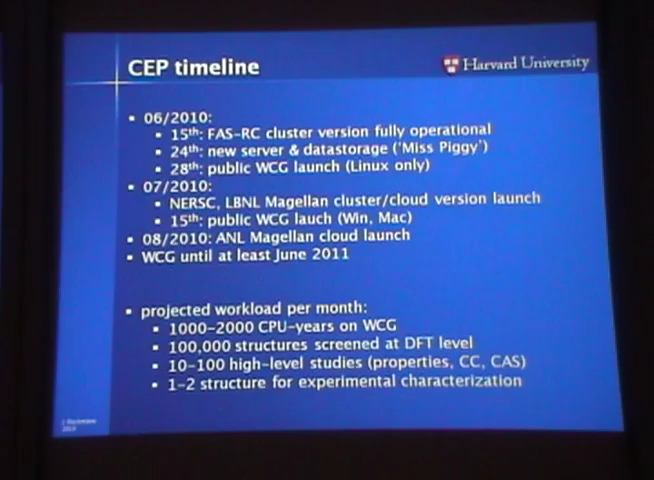 CEP timeline
Harvard University
▪ 06/2010:
▪ 15th: FAS-RC cluster version fully operational
▪ 24th: new server & datastorage ('Miss Piggy')
▪ 28th: public WCG launch (Linux only)
▪ 07/2010:
▪ NERSC, LBNL Magellan cluster/cloud version launch
▪ 15th: public WCG lauch (Win, Mac)
▪ 08/2010: ANL Magellan cloud launch
▪ WCG until at least June 2011
▪ projected workload per month:
▪ 1000-2000 CPU-years on WCG
▪ 100,000 structures screened at DFT level
▪ 10-100 high-level studies (properties, CC, CAS)
▪ 1-2 structure for experimental characterization